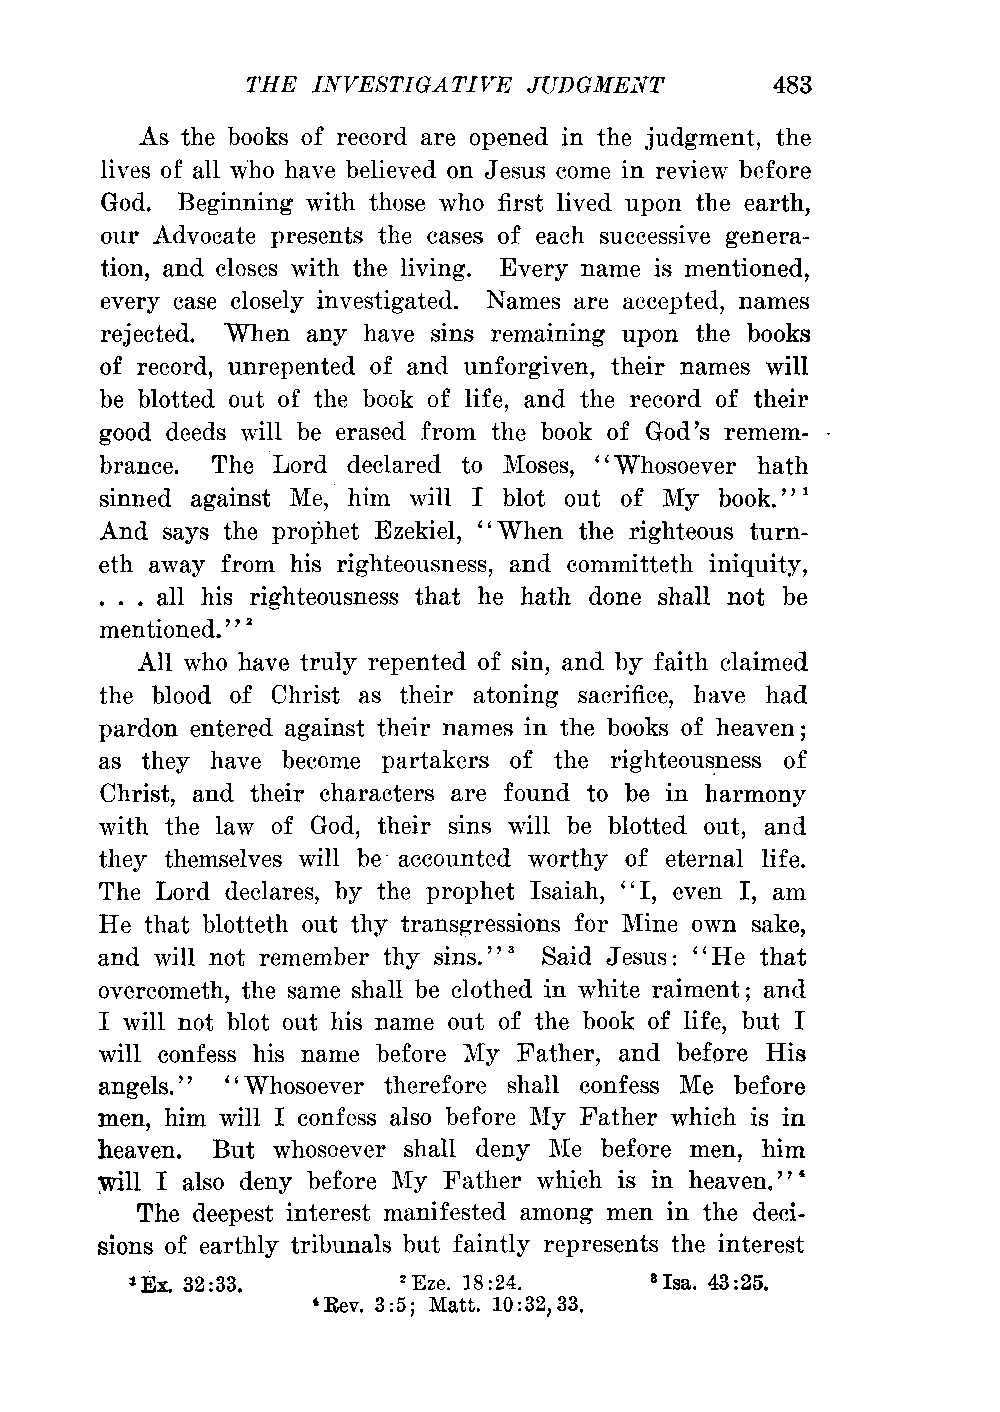 THE INVESTIGATIVE JUDGMENT 483
As the books of record are opened in the judgment, the
lives of all who have believed on Jesus come in review before
God. Beginning with those who first lived upon the earth,
our Advocate presents the cases of each successive genera-
tion, and closes with the living. Every name is mentioned,
every case closely investigated. Names are accepted, names
rejected. When any have sins remaining upon the books
of record, unrepented of and unforgiven, their names will
be blotted out of the book of life, and the record of their
good deeds will be erased from the book of God's remem-
brance. The Lord declared to Moses, "Whosoever hath
sinned against Me, him will I blot out of My book."¹
And says the prophet Ezekiel, "When the righteous turn-
eth away from his righteousness, and committeth iniquity,
. . . all his righteousness that he hath done shall not be
mentioned."²
All who have truly repented of sin, and by faith claimed
the blood of Christ as their atoning sacrifice, have had
pardon entered against their names in the books of heaven;
as they have become partakers of the righteousness of
Christ, and their characters are found to be in harmony
with the law of God, their sins will be blotted out, and
they themselves will be accounted worthy of eternal life.
The Lord declares, by the prophet Isaiah, "I, even I, am
He that blotteth out thy transgressions for Mine own sake,
and will not remember thy sins."³ Said Jesus: "He that
overcometh, the same shall be clothed in white raiment; and
I will not blot out his name out of the book of life, but I
will confess his name before My Father, and before His
angels." "Whosoever therefore shall confess Me before
men, him will I confess also before My Father which is in
heaven. But whosoever shall deny Me before men, him
will I also deny before My Father which is in heaven."⁴
The deepest interest manifested among men in the deci-
sions of earthly tribunals but faintly represents the interest
¹Ex. 32:33. ²Eze. 18:24. ³Isa. 43:25.
⁴Rev. 3:5; Matt. 10:32,33.